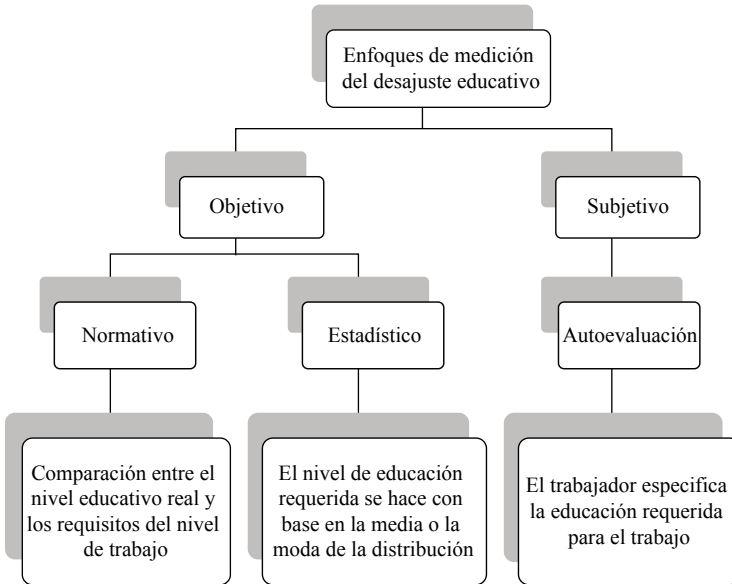 Enfoques de medición
del desajuste educativo
Objetivo
Subjetivo
Normativo
Estadístico
Autoevaluación
Comparación entre el
nivel educativo real y
los requisitos del nivel
de trabajo
El nivel de educación
requerida se hace con
base en la media o la
moda de la distribución
El trabajador especifica
la educación requerida
para el trabajo